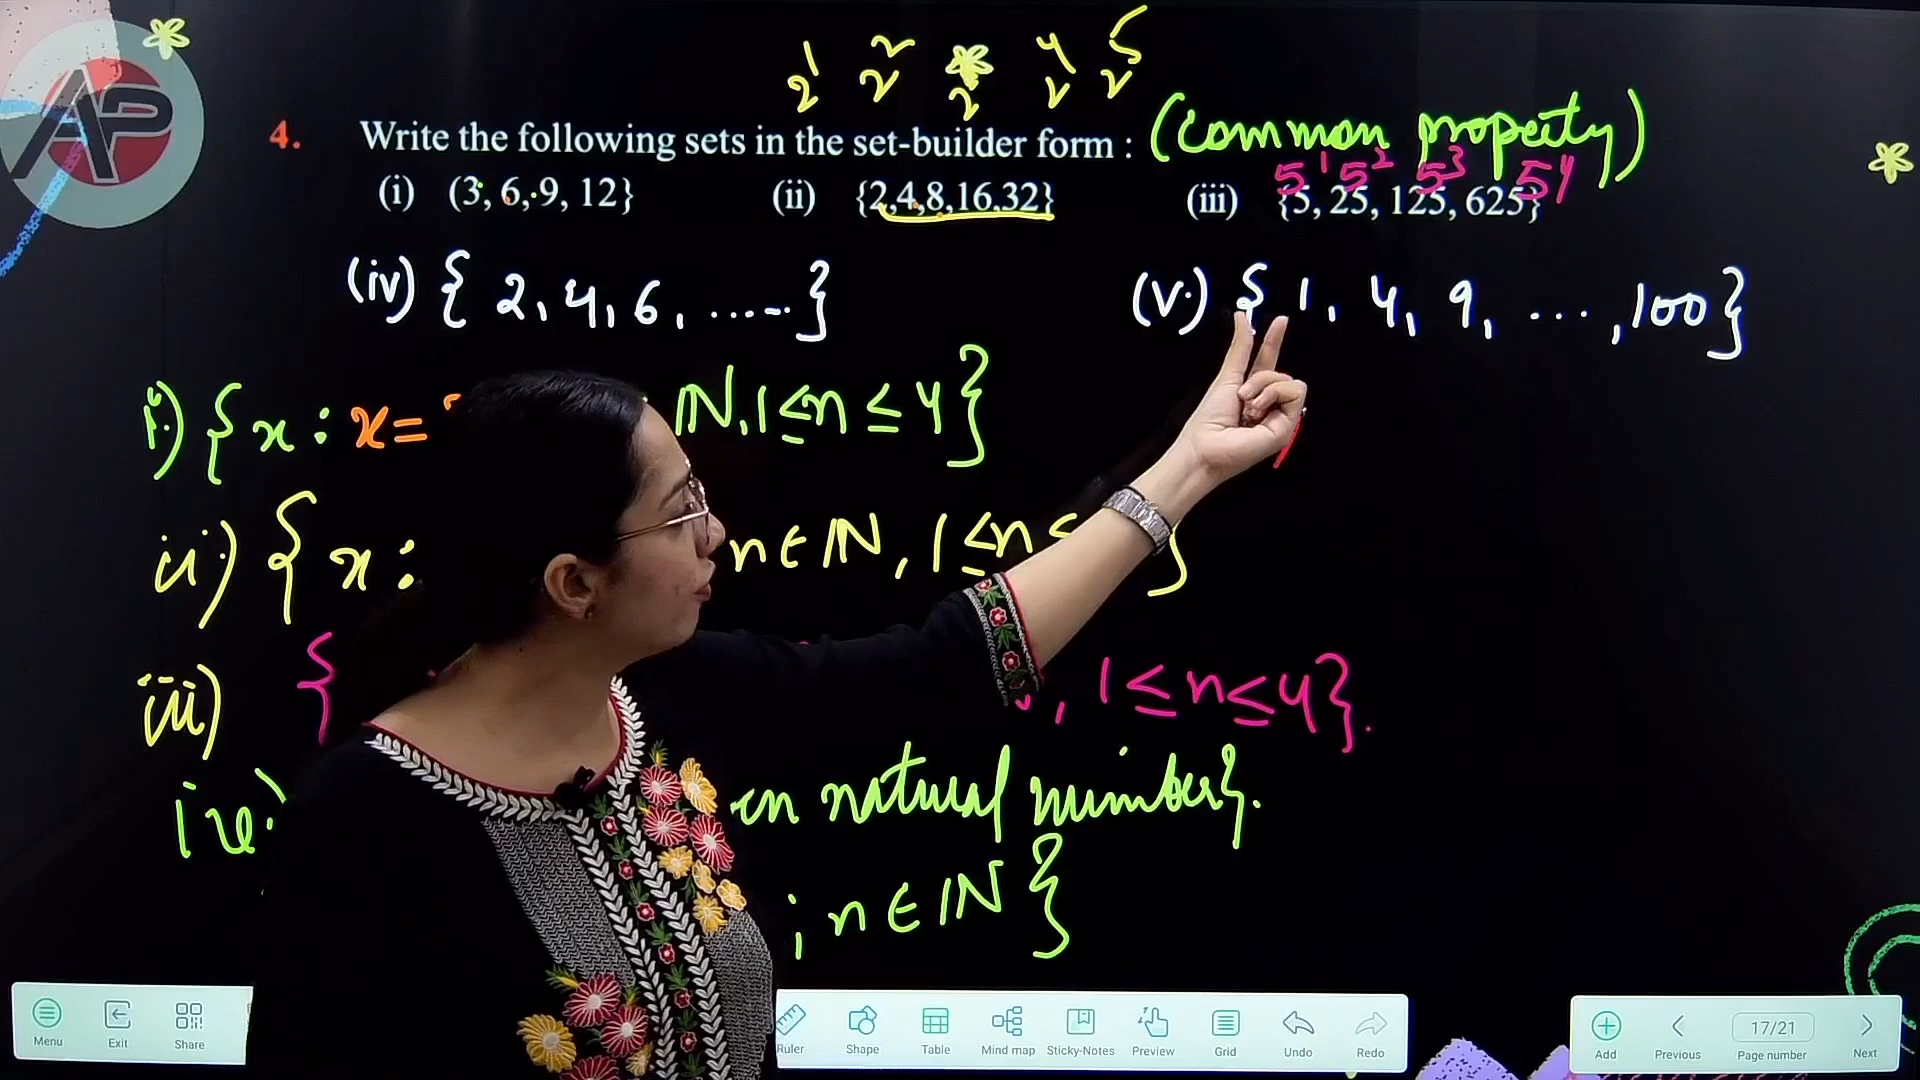 AP
2¹ 2² 2 2⁴ 2⁵
4. Write the following sets in the set-builder form : (common property)
5¹ 5² 5³ 5⁴
(i) (3, 6, 9, 12} (ii) {2,4,8,16,32} (iii) {5, 25, 125, 625}
(iv) { 2, 4, 6, ...... } (v.) { 1, 4, 9, ... , 100 }
i.) { x : x = N, 1 ≤ n ≤ 4 }
ii) { x : n ∈ N, 1 ≤ n ≤ }
iii) { , 1 ≤ n ≤ 4 }.
iv.) en natural number}.
; n ∈ N }
Menu Exit Share Ruler Shape Table Mind map Sticky-Notes Preview Grid Undo Redo Add Previous 17/21 Page number Next